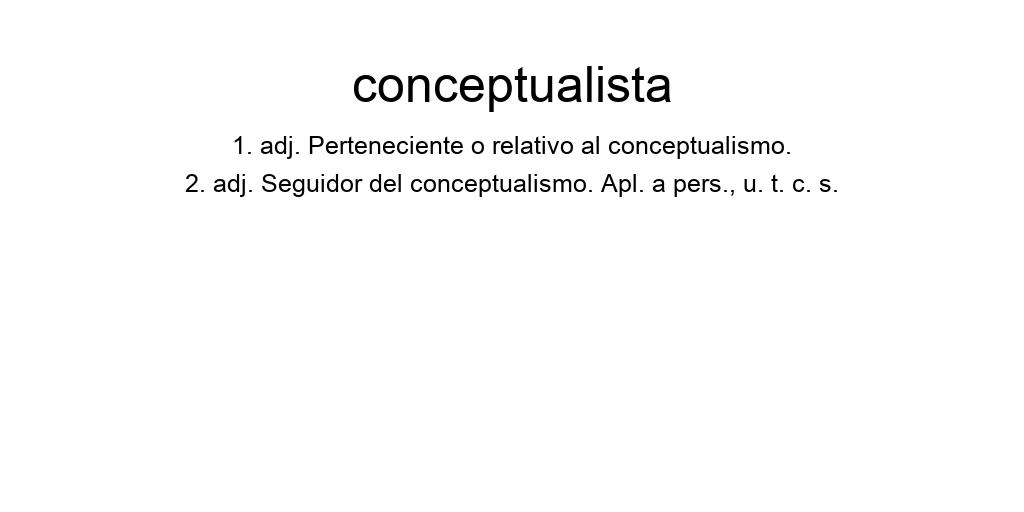 conceptualista
1. adj. Perteneciente o relativo al conceptualismo.
2. adj. Seguidor del conceptualismo. Apl. a pers., u. t. c. s.